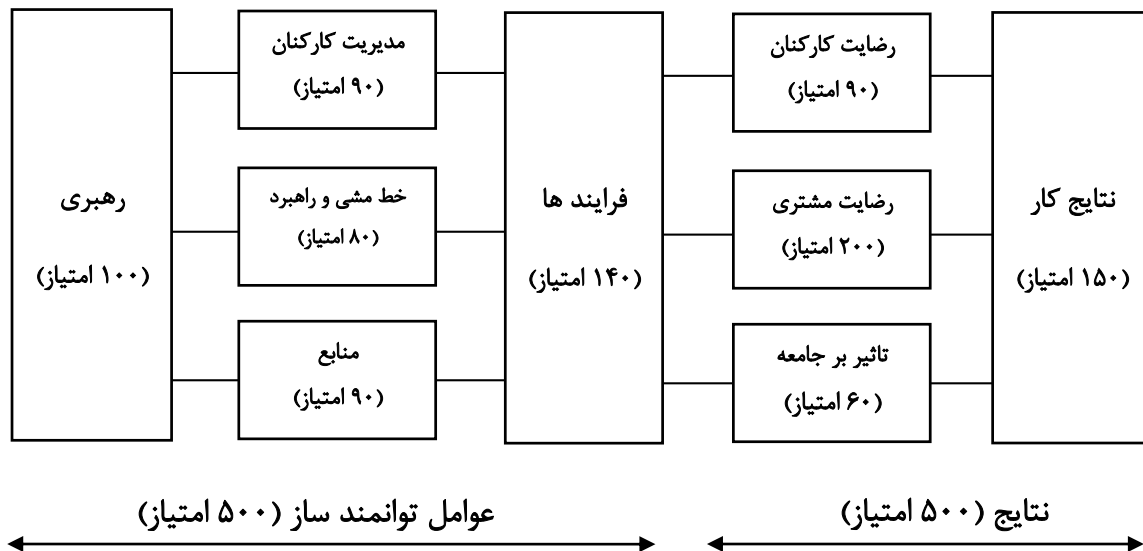 رهبری
(۱۰۰ امتیاز)
مدیریت کارکنان
(۹۰ امتیاز)
خط مشی و راهبرد
(۸۰ امتیاز)
منابع
(۹۰ امتیاز)
فرایند ها
(۱۴۰ امتیاز)
رضایت کارکنان
(۹۰ امتیاز)
رضایت مشتری
(۲۰۰ امتیاز)
تاثیر بر جامعه
(۶۰ امتیاز)
نتایج کار
(۱۵۰ امتیاز)
عوامل توانمند ساز (۵۰۰ امتیاز)
نتایج (۵۰۰ امتیاز)